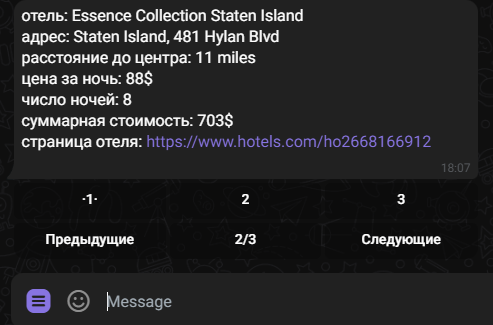 отель: Essence Collection Staten Island
адрес: Staten Island, 481 Hylan Blvd
расстояние до центра: 11 miles
цена за ночь: 88$
число ночей: 8
суммарная стоимость: 703$
страница отеля: https://www.hotels.com/ho2668166912
18:07
·1· 2 3
Предыдущие 2/3 Следующие
Message